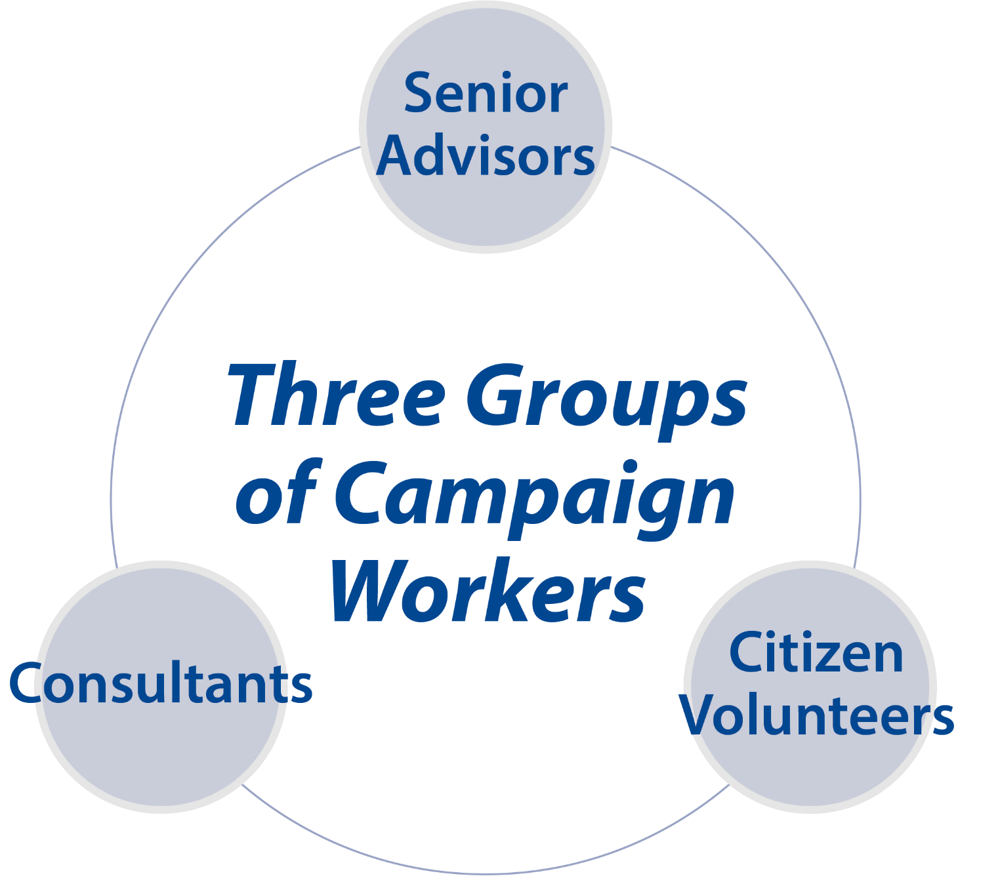 Senior
Advisors
Three Groups
of Campaign
Workers
Consultants
Citizen
Volunteers